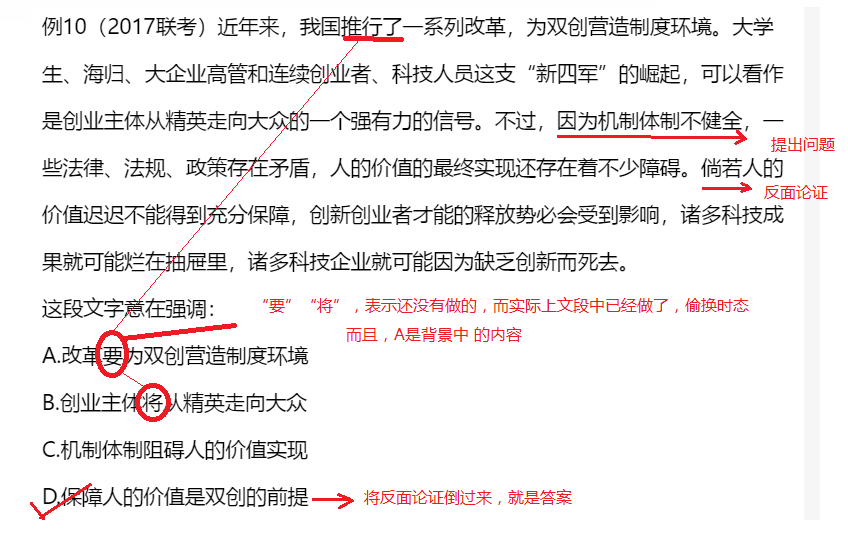 例10（2017联考）近年来，我国推行了一系列改革，为双创营造制度环境。大学
生、海归、大企业高管和连续创业者、科技人员这支“新四军”的崛起，可以看作
是创业主体从精英走向大众的一个强有力的信号。不过，因为机制体制不健全，一
提出问题
些法律、法规、政策存在矛盾，人的价值的最终实现还存在着不少障碍。倘若人的
反面论证
价值迟迟不能得到充分保障，创新创业者才能的释放势必会受到影响，诸多科技成
果就可能烂在抽屉里，诸多科技企业就可能因为缺乏创新而死去。
这段文字意在强调：
“要”“将”，表示还没有做的，而实际上文段中已经做了，偷换时态
而且，A是背景中 的内容
A.改革要为双创营造制度环境
B.创业主体将从精英走向大众
C.机制体制阻碍人的价值实现
D.保障人的价值是双创的前提
将反面论证倒过来，就是答案